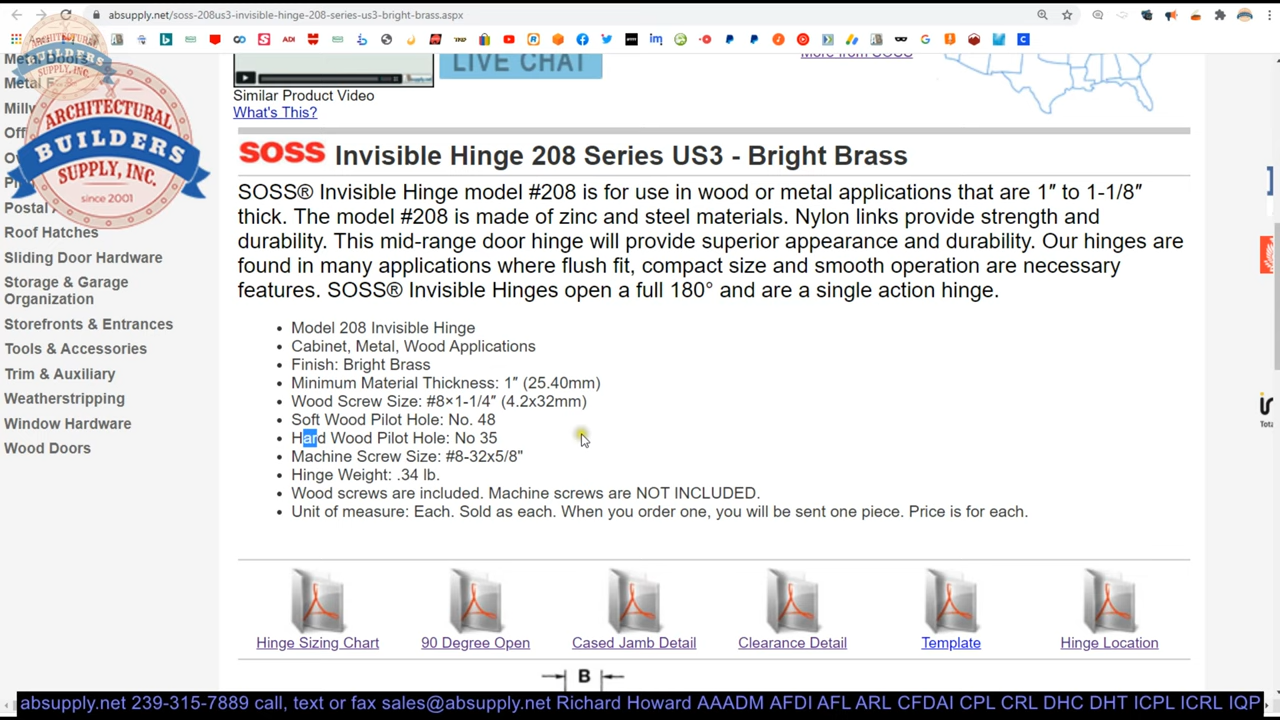 absupply.net/soss-208us3-invisible-hinge-208-series-us3-bright-brass.aspx
ARCHITECTURAL
BUILDERS
SUPPLY, INC.
since 2001
Roof Hatches
Sliding Door Hardware
Storage & Garage
Organization
Storefronts & Entrances
Tools & Accessories
Trim & Auxiliary
Weatherstripping
Window Hardware
Wood Doors
LIVE CHAT
More from SOSS
Similar Product Video
What's This?
SOSS Invisible Hinge 208 Series US3 - Bright Brass
SOSS® Invisible Hinge model #208 is for use in wood or metal applications that are 1″ to 1-1/8″
thick. The model #208 is made of zinc and steel materials. Nylon links provide strength and
durability. This mid-range door hinge will provide superior appearance and durability. Our hinges are
found in many applications where flush fit, compact size and smooth operation are necessary
features. SOSS® Invisible Hinges open a full 180° and are a single action hinge.
• Model 208 Invisible Hinge
• Cabinet, Metal, Wood Applications
• Finish: Bright Brass
• Minimum Material Thickness: 1″ (25.40mm)
• Wood Screw Size: #8×1-1/4″ (4.2x32mm)
• Soft Wood Pilot Hole: No. 48
• Hard Wood Pilot Hole: No 35
• Machine Screw Size: #8-32x5/8"
• Hinge Weight: .34 lb.
• Wood screws are included. Machine screws are NOT INCLUDED.
• Unit of measure: Each. Sold as each. When you order one, you will be sent one piece. Price is for each.
Hinge Sizing Chart
90 Degree Open
Cased Jamb Detail
Clearance Detail
Template
Hinge Location
B
absupply.net 239-315-7889 call, text or fax sales@absupply.net Richard Howard AAADM AFDI AFL ARL CFDAI CPL CRL DHC DHT ICPL ICRL IQP